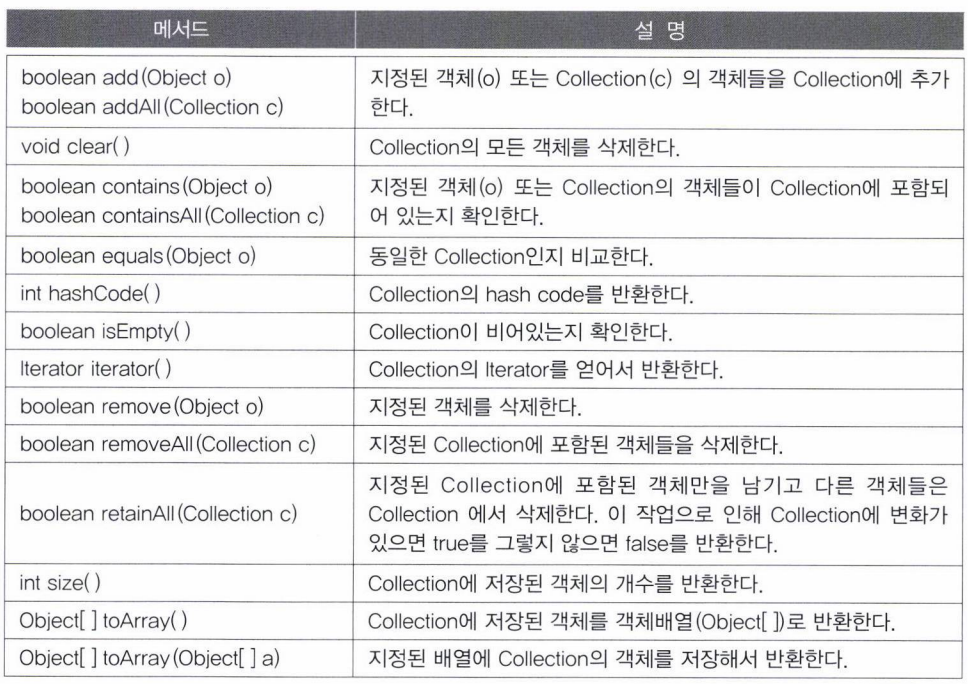 메서드 설 명
boolean add(Object o) 지정된 객체(o) 또는 Collection(c) 의 객체들을 Collection에 추가
boolean addAll(Collection c) 한다.
void clear( ) Collection의 모든 객체를 삭제한다.
boolean contains(Object o) 지정된 객체(o) 또는 Collection의 객체들이 Collection에 포함되
boolean containsAll(Collection c) 어 있는지 확인한다.
boolean equals(Object o) 동일한 Collection인지 비교한다.
int hashCode( ) Collection의 hash code를 반환한다.
boolean isEmpty( ) Collection이 비어있는지 확인한다.
Iterator iterator( ) Collection의 Iterator를 얻어서 반환한다.
boolean remove(Object o) 지정된 객체를 삭제한다.
boolean removeAll(Collection c) 지정된 Collection에 포함된 객체들을 삭제한다.
지정된 Collection에 포함된 객체만을 남기고 다른 객체들은
boolean retainAll(Collection c) Collection 에서 삭제한다. 이 작업으로 인해 Collection에 변화가
있으면 true를 그렇지 않으면 false를 반환한다.
int size( ) Collection에 저장된 객체의 개수를 반환한다.
Object[ ] toArray( ) Collection에 저장된 객체를 객체배열(Object[ ])로 반환한다.
Object[ ] toArray(Object[ ] a) 지정된 배열에 Collection의 객체를 저장해서 반환한다.